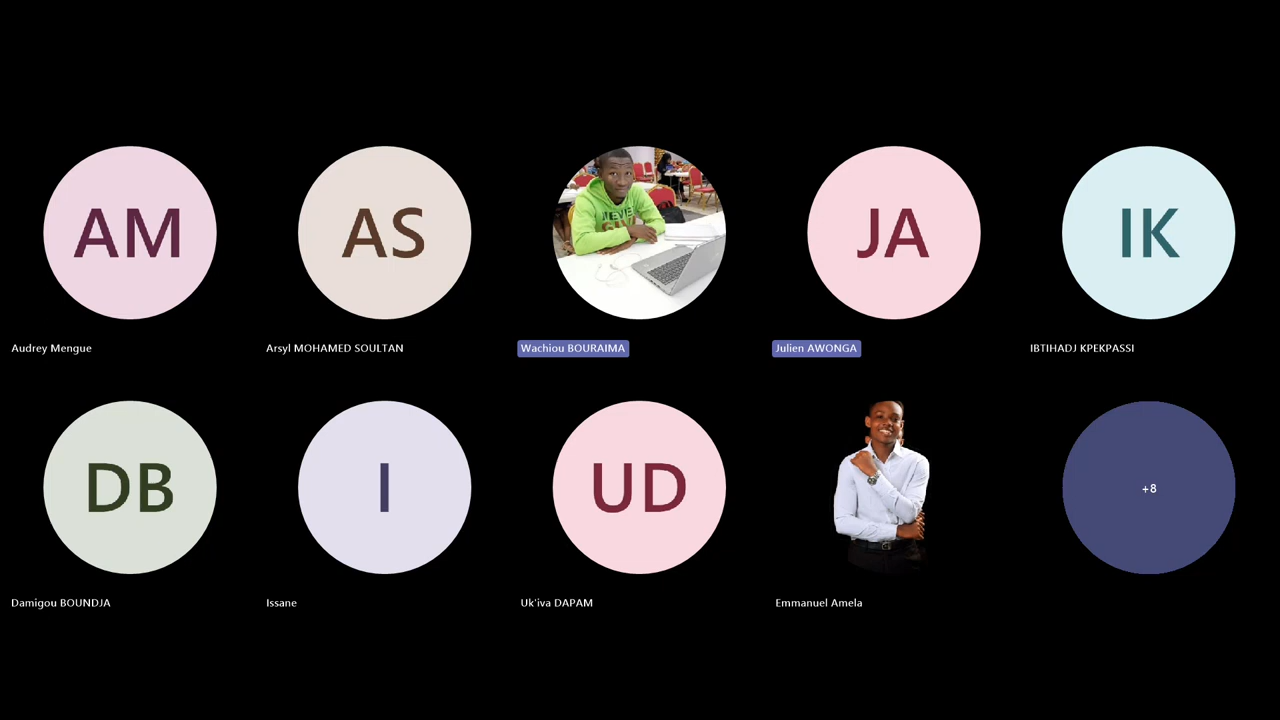 AM
AS
JA
IK
Audrey Mengue
Arsyl MOHAMED SOULTAN
Wachiou BOURAIMA
Julien AWONGA
IBTIHADJ KPEKPASSI
DB
I
UD
+8
Damigou BOUNDJA
Issane
Uk'iva DAPAM
Emmanuel Amela